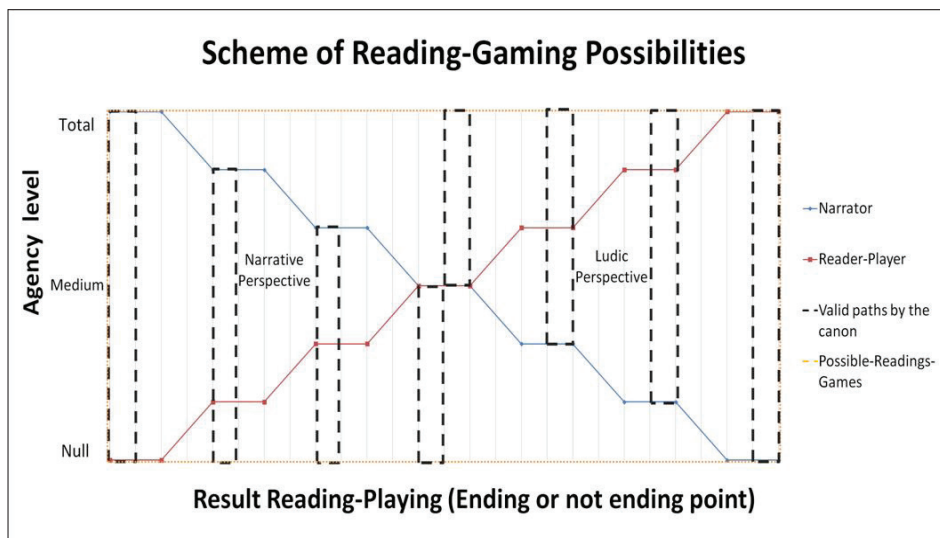 Scheme of Reading-Gaming Possibilities
Total
Medium
Null
Agency level
Narrative
Perspective
Ludic
Perspective
Narrator
Reader-Player
Valid paths by the
canon
Possible-Readings-
Games
Result Reading-Playing (Ending or not ending point)